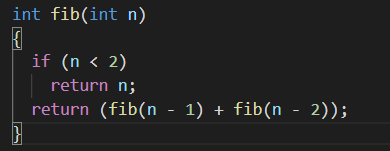 int fib(int n)
{
  if (n < 2)
    return n;
  return (fib(n - 1) + fib(n - 2));
}